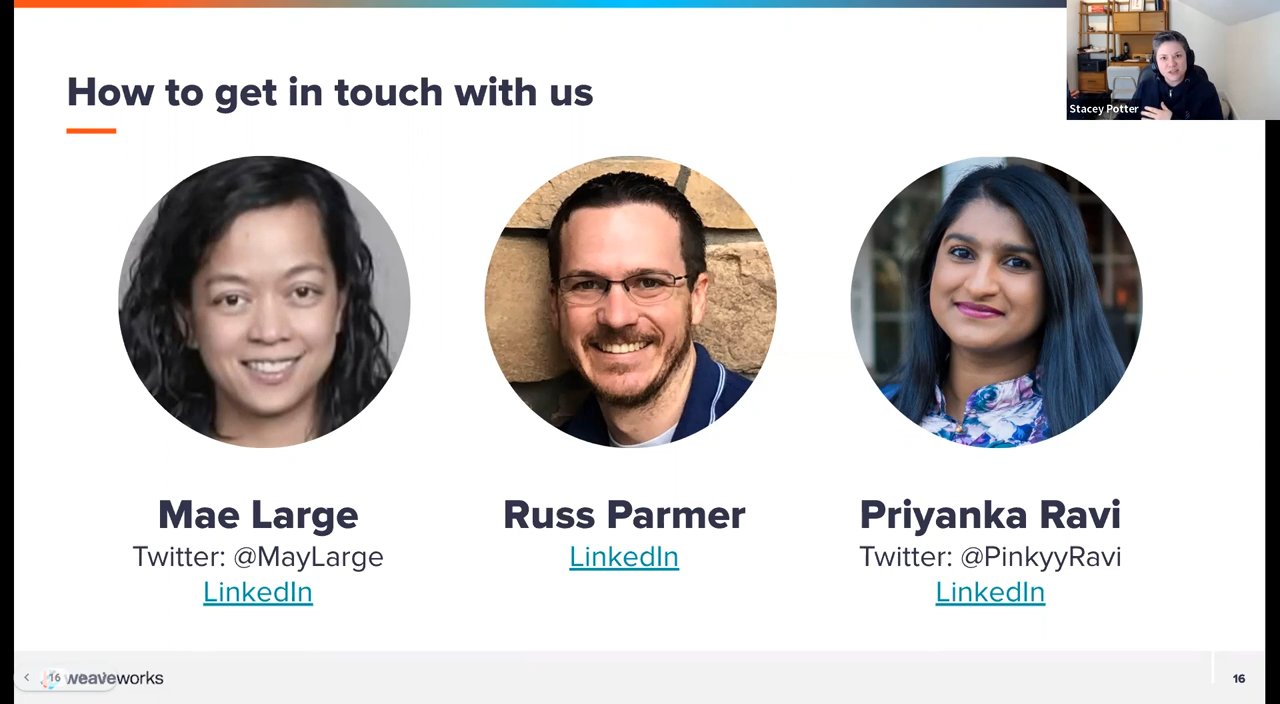 How to get in touch with us
Stacey Potter
Mae Large
Twitter: @MayLarge
LinkedIn
Russ Parmer
LinkedIn
Priyanka Ravi
Twitter: @PinkyyRavi
LinkedIn
16
weaveworks
16